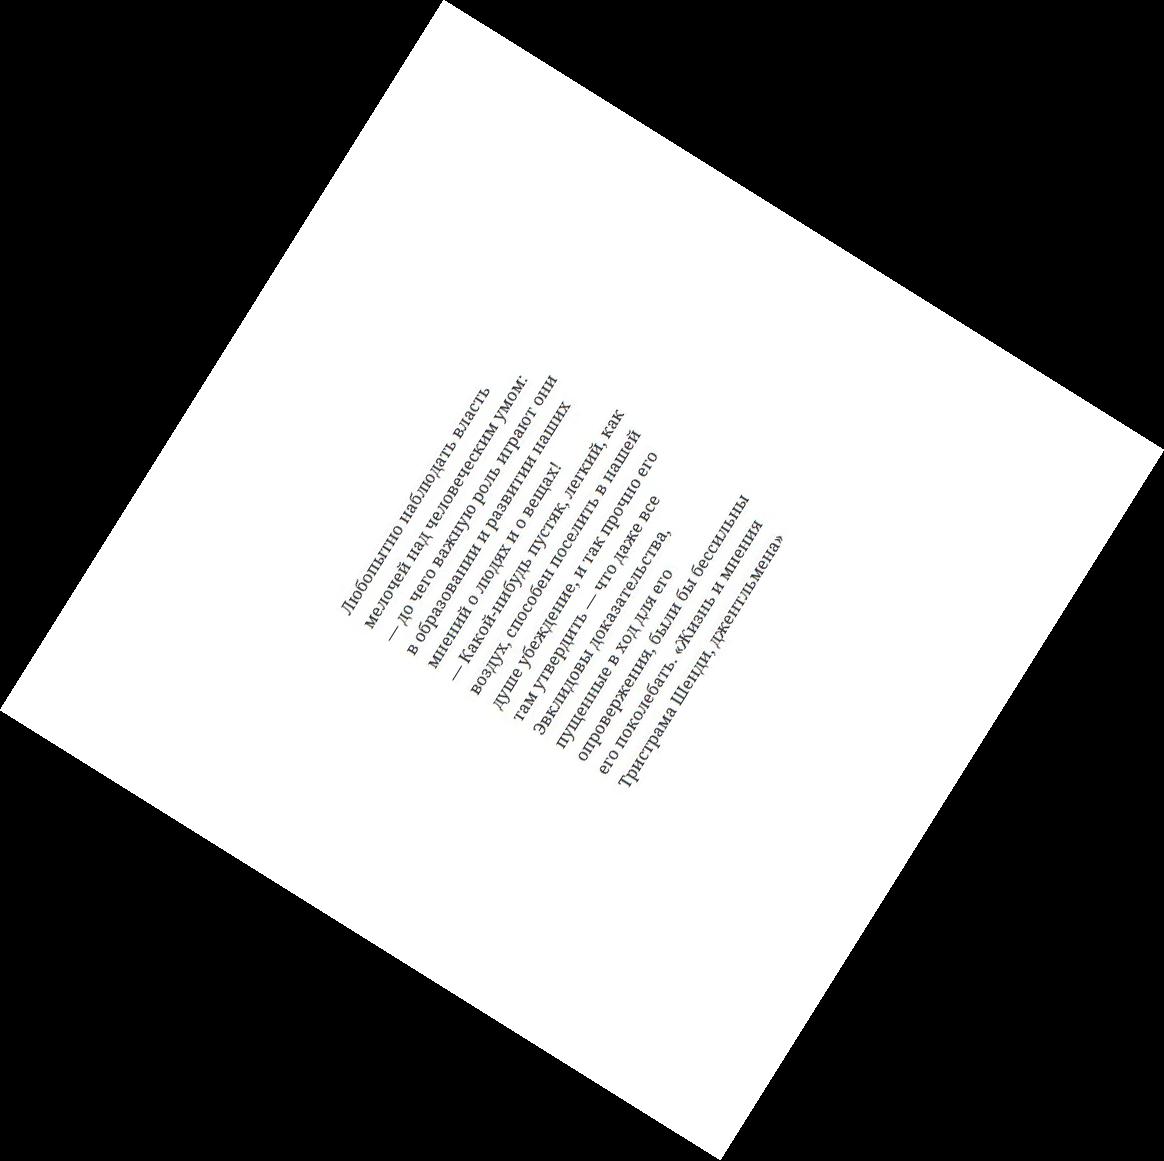 Любопытно наблюдать власть
мелочей над человеческим умом:
— до чего важную роль играют они
в образовании и развитии наших
мнений о людях и о вещах!
— Какой-нибудь пустяк, легкий, как
воздух, способен поселить в нашей
душе убеждение, и так прочно его
там утвердить — что даже все
Эвклидовы доказательства,
пущенные в ход для его
опровержения, были бы бессильны
его поколебать. «Жизнь и мнения
Тристрама Шенди, джентльмена»